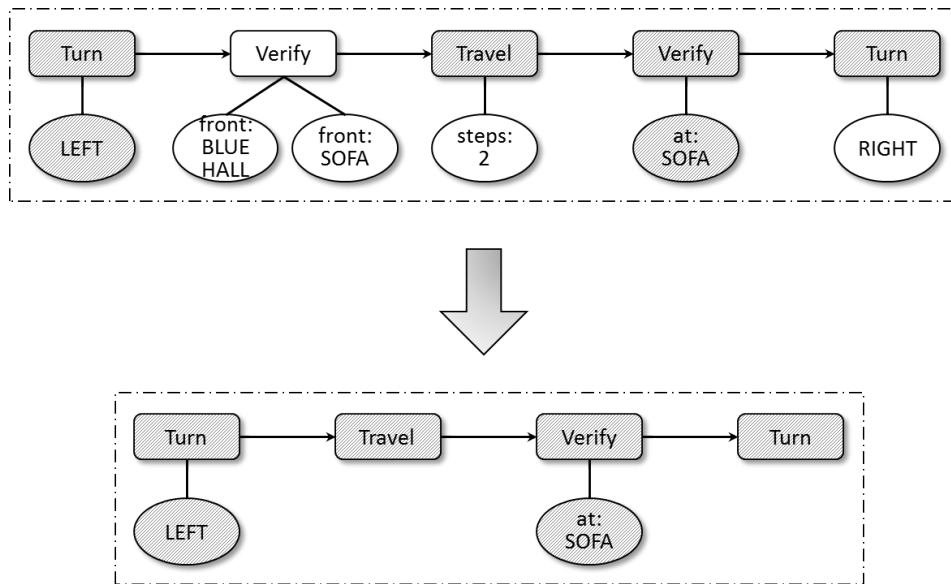 Turn
Verify
Travel
Verify
Turn
LEFT
front:
BLUE
HALL
front:
SOFA
steps:
2
at:
SOFA
RIGHT
Turn
Travel
Verify
Turn
LEFT
at:
SOFA